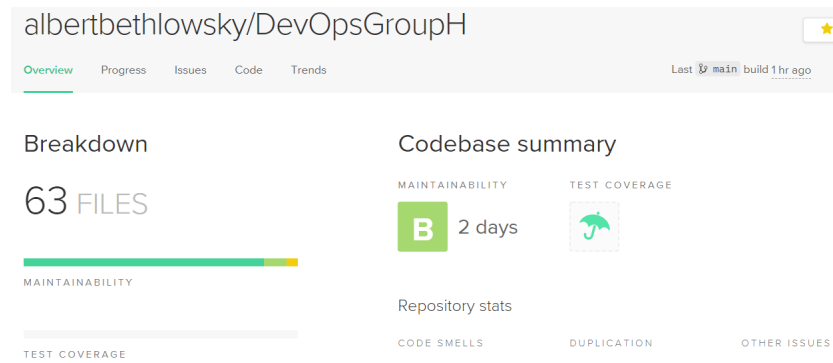 albertbethlowsky/DevOpsGroupH
Overview Progress Issues Code Trends Last main build 1 hr ago
Breakdown
63 FILES
MAINTAINABILITY
TEST COVERAGE
Codebase summary
MAINTAINABILITY TEST COVERAGE
B 2 days
Repository stats
CODE SMELLS DUPLICATION OTHER ISSUES